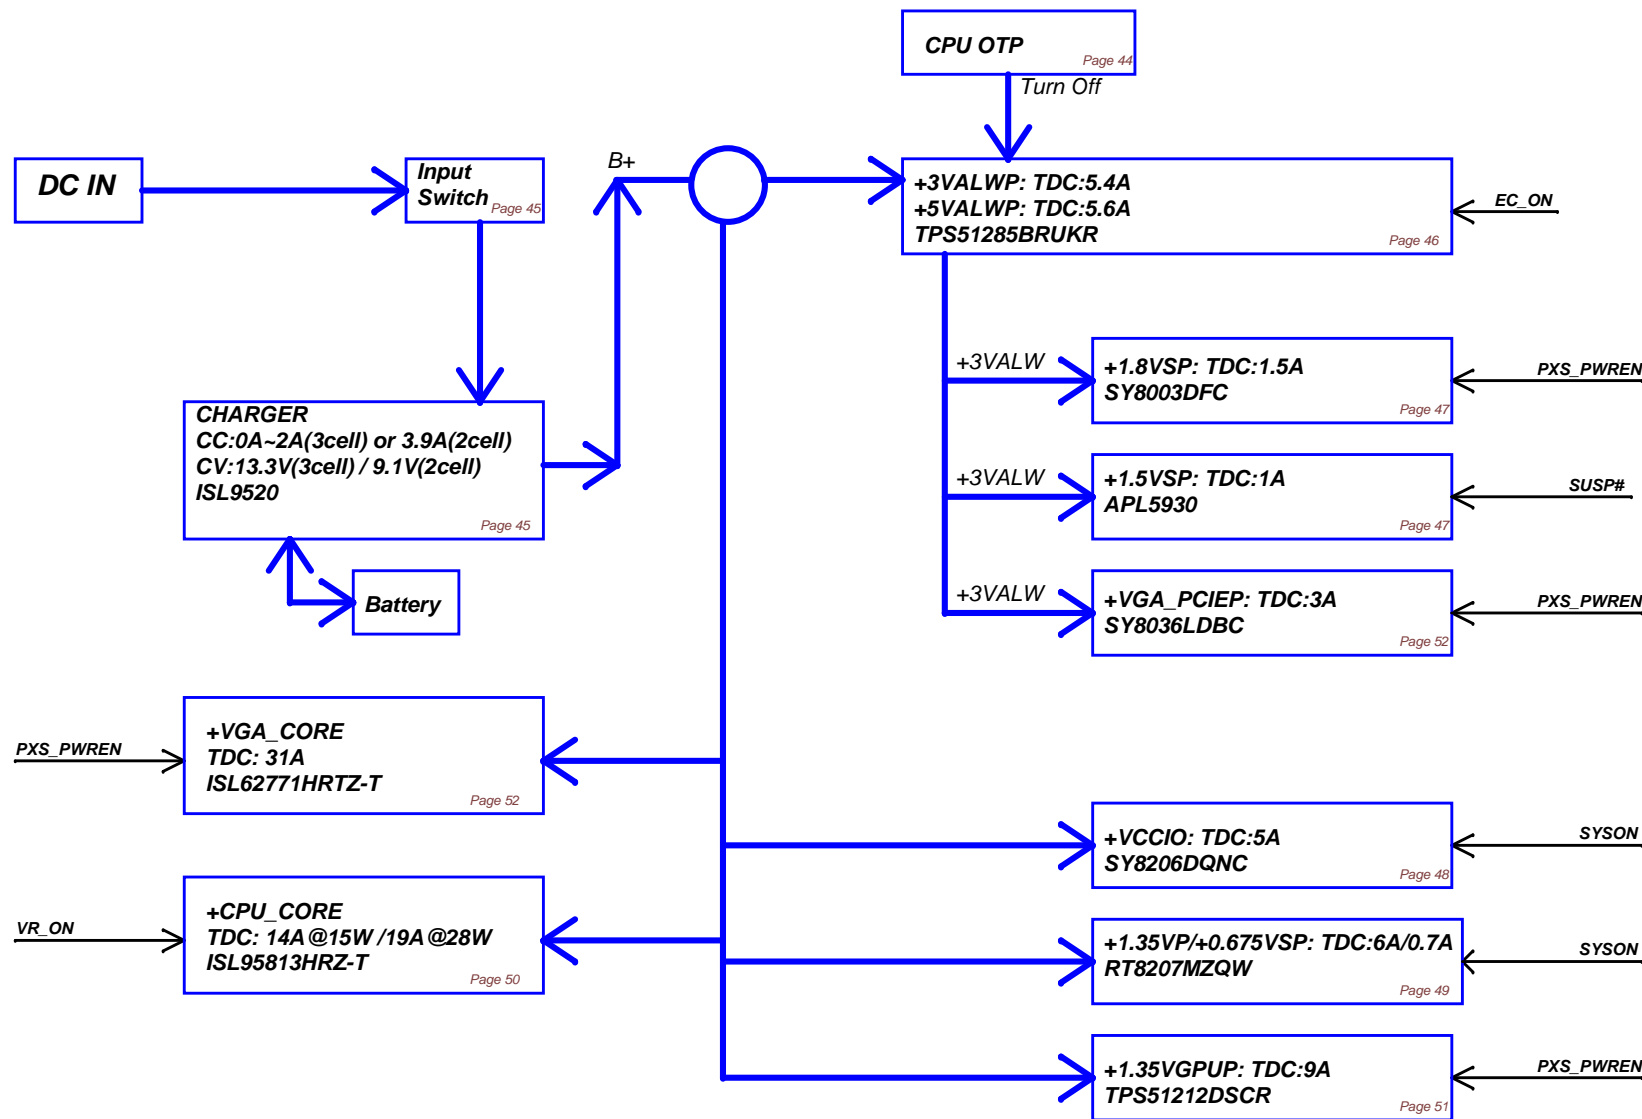 CPU OTP
Page 44
Turn Off
DC IN
Input
Switch
Page 45
B+
+3VALWP: TDC:5.4A
+5VALWP: TDC:5.6A
TPS51285BRUKR
Page 46
EC_ON
+3VALW
+1.8VSP: TDC:1.5A
SY8003DFC
Page 47
PXS_PWREN
CHARGER
CC:0A~2A(3cell) or 3.9A(2cell)
CV:13.3V(3cell) / 9.1V(2cell)
ISL9520
Page 45
+3VALW
+1.5VSP: TDC:1A
APL5930
Page 47
SUSP#
Battery
+3VALW
+VGA_PCIEP: TDC:3A
SY8036LDBC
Page 52
PXS_PWREN
PXS_PWREN
+VGA_CORE
TDC: 31A
ISL62771HRTZ-T
Page 52
+VCCIO: TDC:5A
SY8206DQNC
Page 48
SYSON
VR_ON
+CPU_CORE
TDC: 14A@15W /19A@28W
ISL95813HRZ-T
Page 50
+1.35VP/+0.675VSP: TDC:6A/0.7A
RT8207MZQW
Page 49
SYSON
+1.35VGPUP: TDC:9A
TPS51212DSCR
Page 51
PXS_PWREN